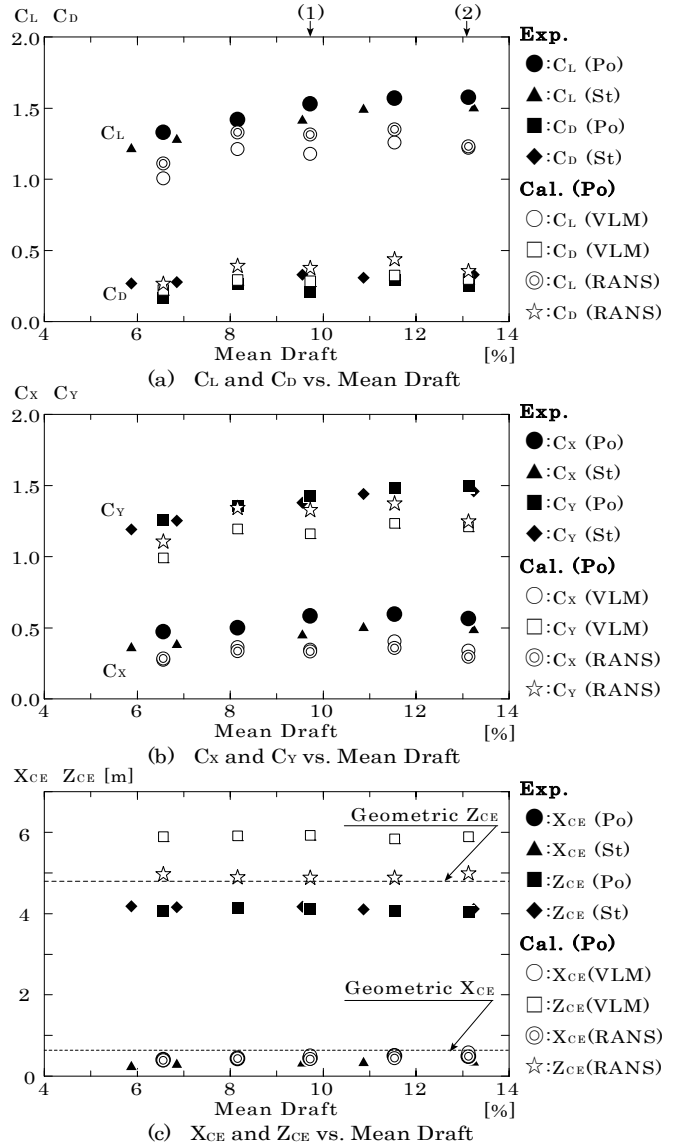 CL CD
(1) (2)
2.0
1.5
1.0
0.5
0.0
CL
CD
4 6 8 10 12 14
Mean Draft [%]
(a) CL and CD vs. Mean Draft
Exp.
:CL (Po)
:CL (St)
:CD (Po)
:CD (St)
Cal. (Po)
:CL (VLM)
:CD (VLM)
:CL (RANS)
:CD (RANS)
CX CY
2.0
1.5
1.0
0.5
0.0
CY
CX
4 6 8 10 12 14
Mean Draft [%]
(b) CX and CY vs. Mean Draft
Exp.
:CX (Po)
:CX (St)
:CY (Po)
:CY (St)
Cal. (Po)
:CX (VLM)
:CY (VLM)
:CX (RANS)
:CY (RANS)
XCE ZCE [m]
6
4
2
0
Geometric ZCE
Geometric XCE
4 6 8 10 12 14
Mean Draft [%]
(c) XCE and ZCE vs. Mean Draft
Exp.
:XCE (Po)
:XCE (St)
:ZCE (Po)
:ZCE (St)
Cal. (Po)
:XCE(VLM)
:ZCE(VLM)
:XCE(RANS)
:ZCE(RANS)